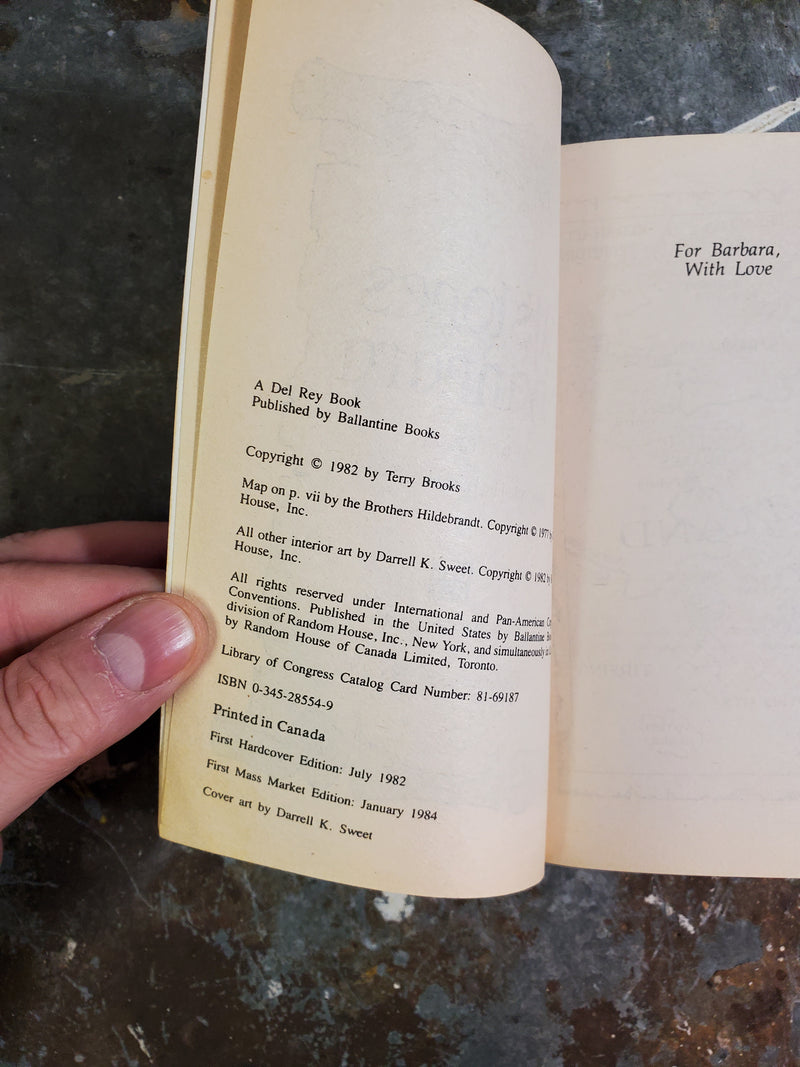 A Del Rey Book
Published by Ballantine Books
Copyright © 1982 by Terry Brooks
Map on p. vii by the Brothers Hildebrandt. Copyright © 1977
House, Inc.
All other interior art by Darrell K. Sweet. Copyright © 1982
House, Inc.
All rights reserved under International and Pan-American
Conventions. Published in the United States by Ballantine
division of Random House, Inc., New York, and simultaneously
by Random House of Canada Limited, Toronto.
Library of Congress Catalog Card Number: 81-69187
ISBN 0-345-28554-9
Printed in Canada
First Hardcover Edition: July 1982
First Mass Market Edition: January 1984
Cover art by Darrell K. Sweet
For Barbara,
With Love